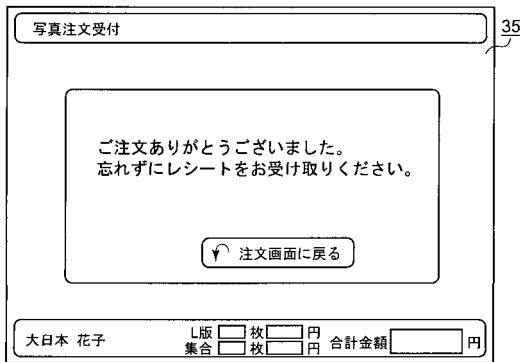 写真注文受付
35
ご注文ありがとうございました。
忘れずにレシートをお受け取りください。
注文画面に戻る
大日本 花子
L版 枚 円
集合 枚 円
合計金額 円